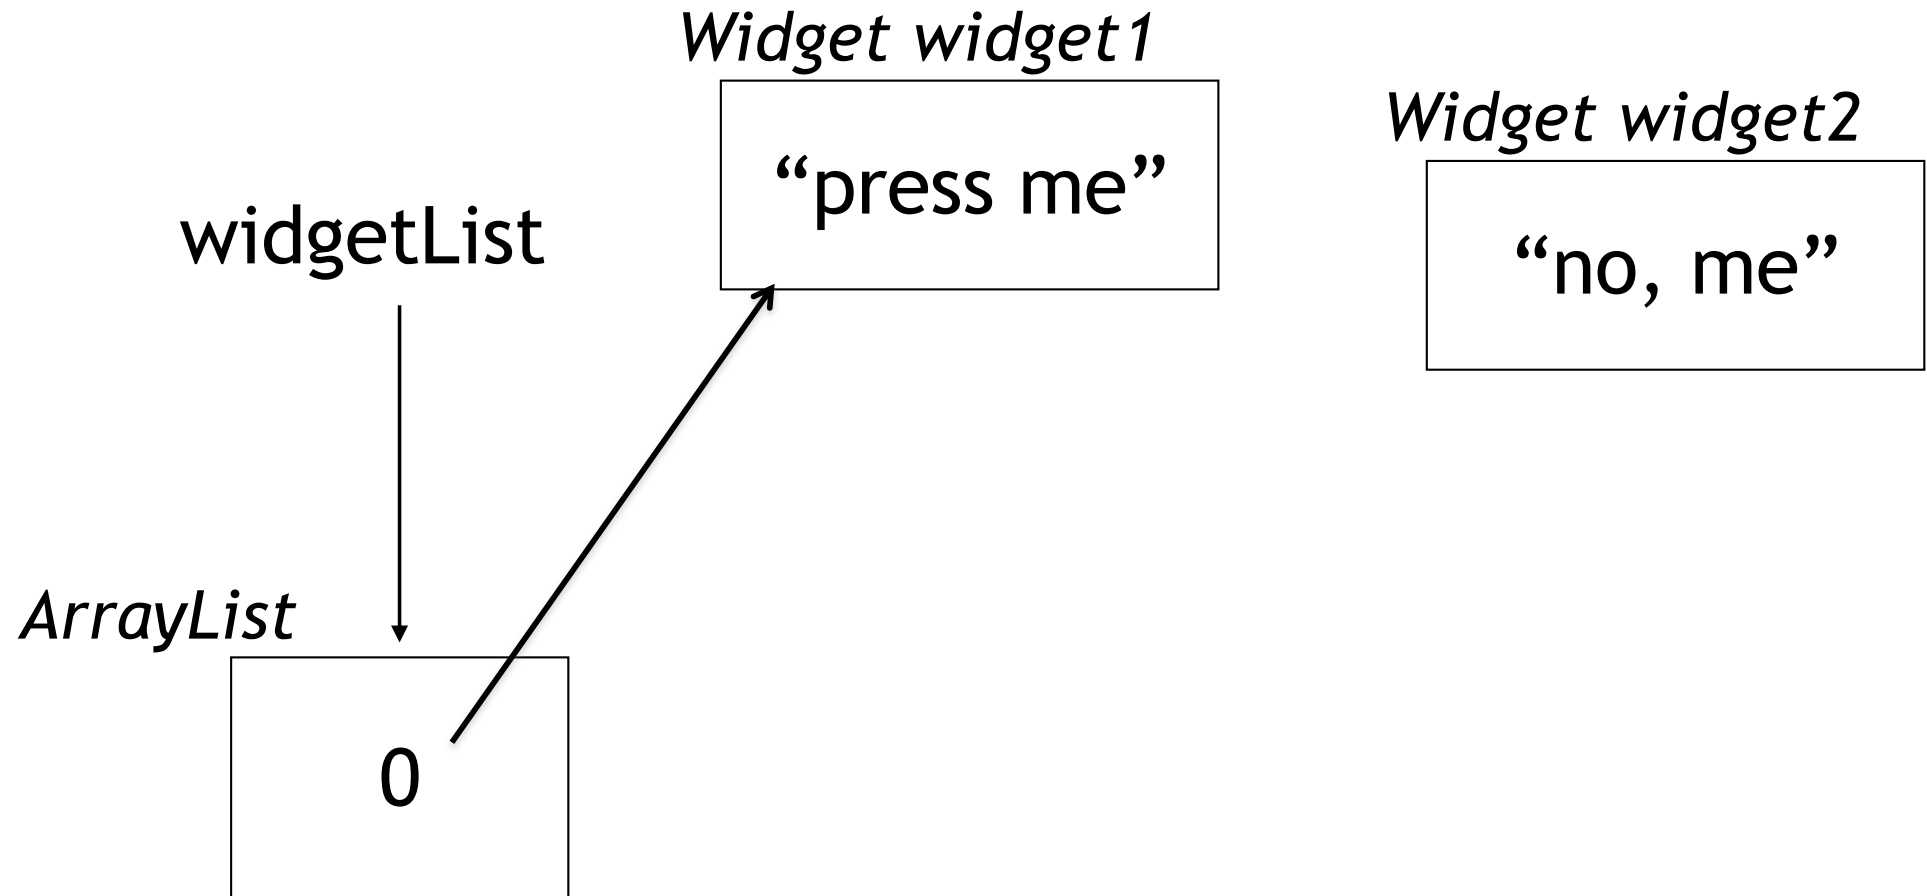 Widget widget1
Widget widget2
“press me”
widgetList
“no, me”
ArrayList
0